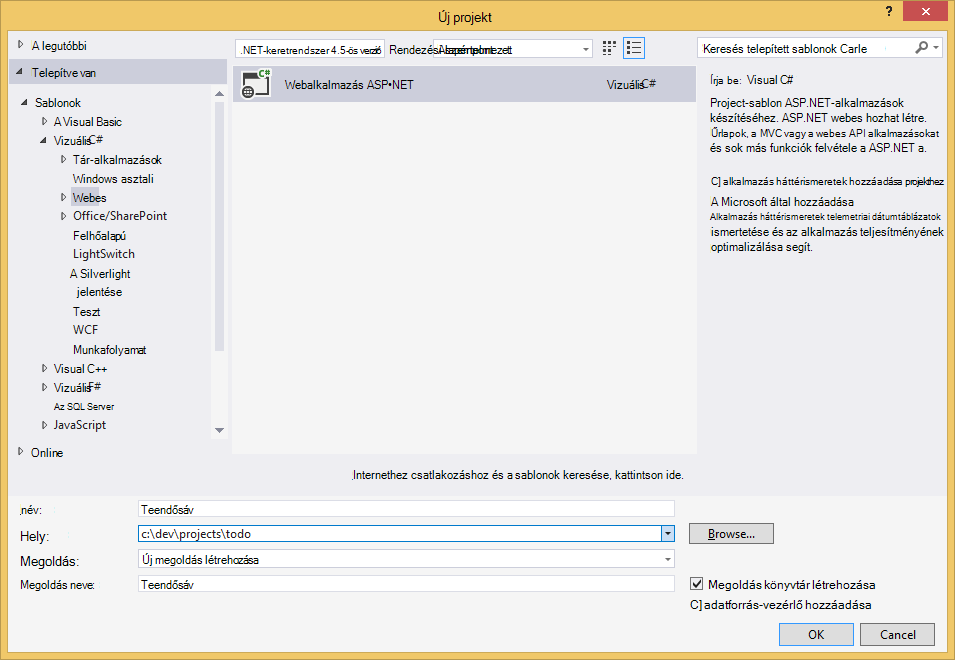 Új projekt
?
A legutóbbi
.NET-keretrendszer 4.5-ös verzió
Rendezési
Keresés telepített sablonok Carle
Telepítve van
Sablonok
A Visual Basic
Vizuális C#
Tár-alkalmazások
Windows asztali
Webes
Office/SharePoint
Felhőalapú
LightSwitch
A Silverlight
jelentése
Teszt
WCF
Munkafolyamat
Visual C++
Vizuális F#
Az SQL Server
JavaScript
Online
Webalkalmazás ASP•NET
Vizuális C#
Írja be: Visual C#
Project-sablon ASP.NET-alkalmazások
készítéséhez. ASP.NET webes hozhat létre.
Űrlapok, a MVC vagy a webes API alkalmazásokat
és sok más funkciók felvétele a ASP.NET a.
C] alkalmazás háttérismeretek hozzáadása projekthez
A Microsoft által hozzáadása
Alkalmazás háttérismeretek telemetriai dátumtáblázatok
ismertetése és az alkalmazás teljesítményének
optimalizálása segít.
Internethez csatlakozáshoz és a sablonok keresése, kattintson ide.
név:
Teendősáv
Hely:
c:\dev\projects\todo
Browse...
Megoldás:
Új megoldás létrehozása
Megoldás neve:
Teendősáv
Megoldás könyvtár létrehozása
C] adatforrás-vezérlő hozzáadása
OK
Cancel